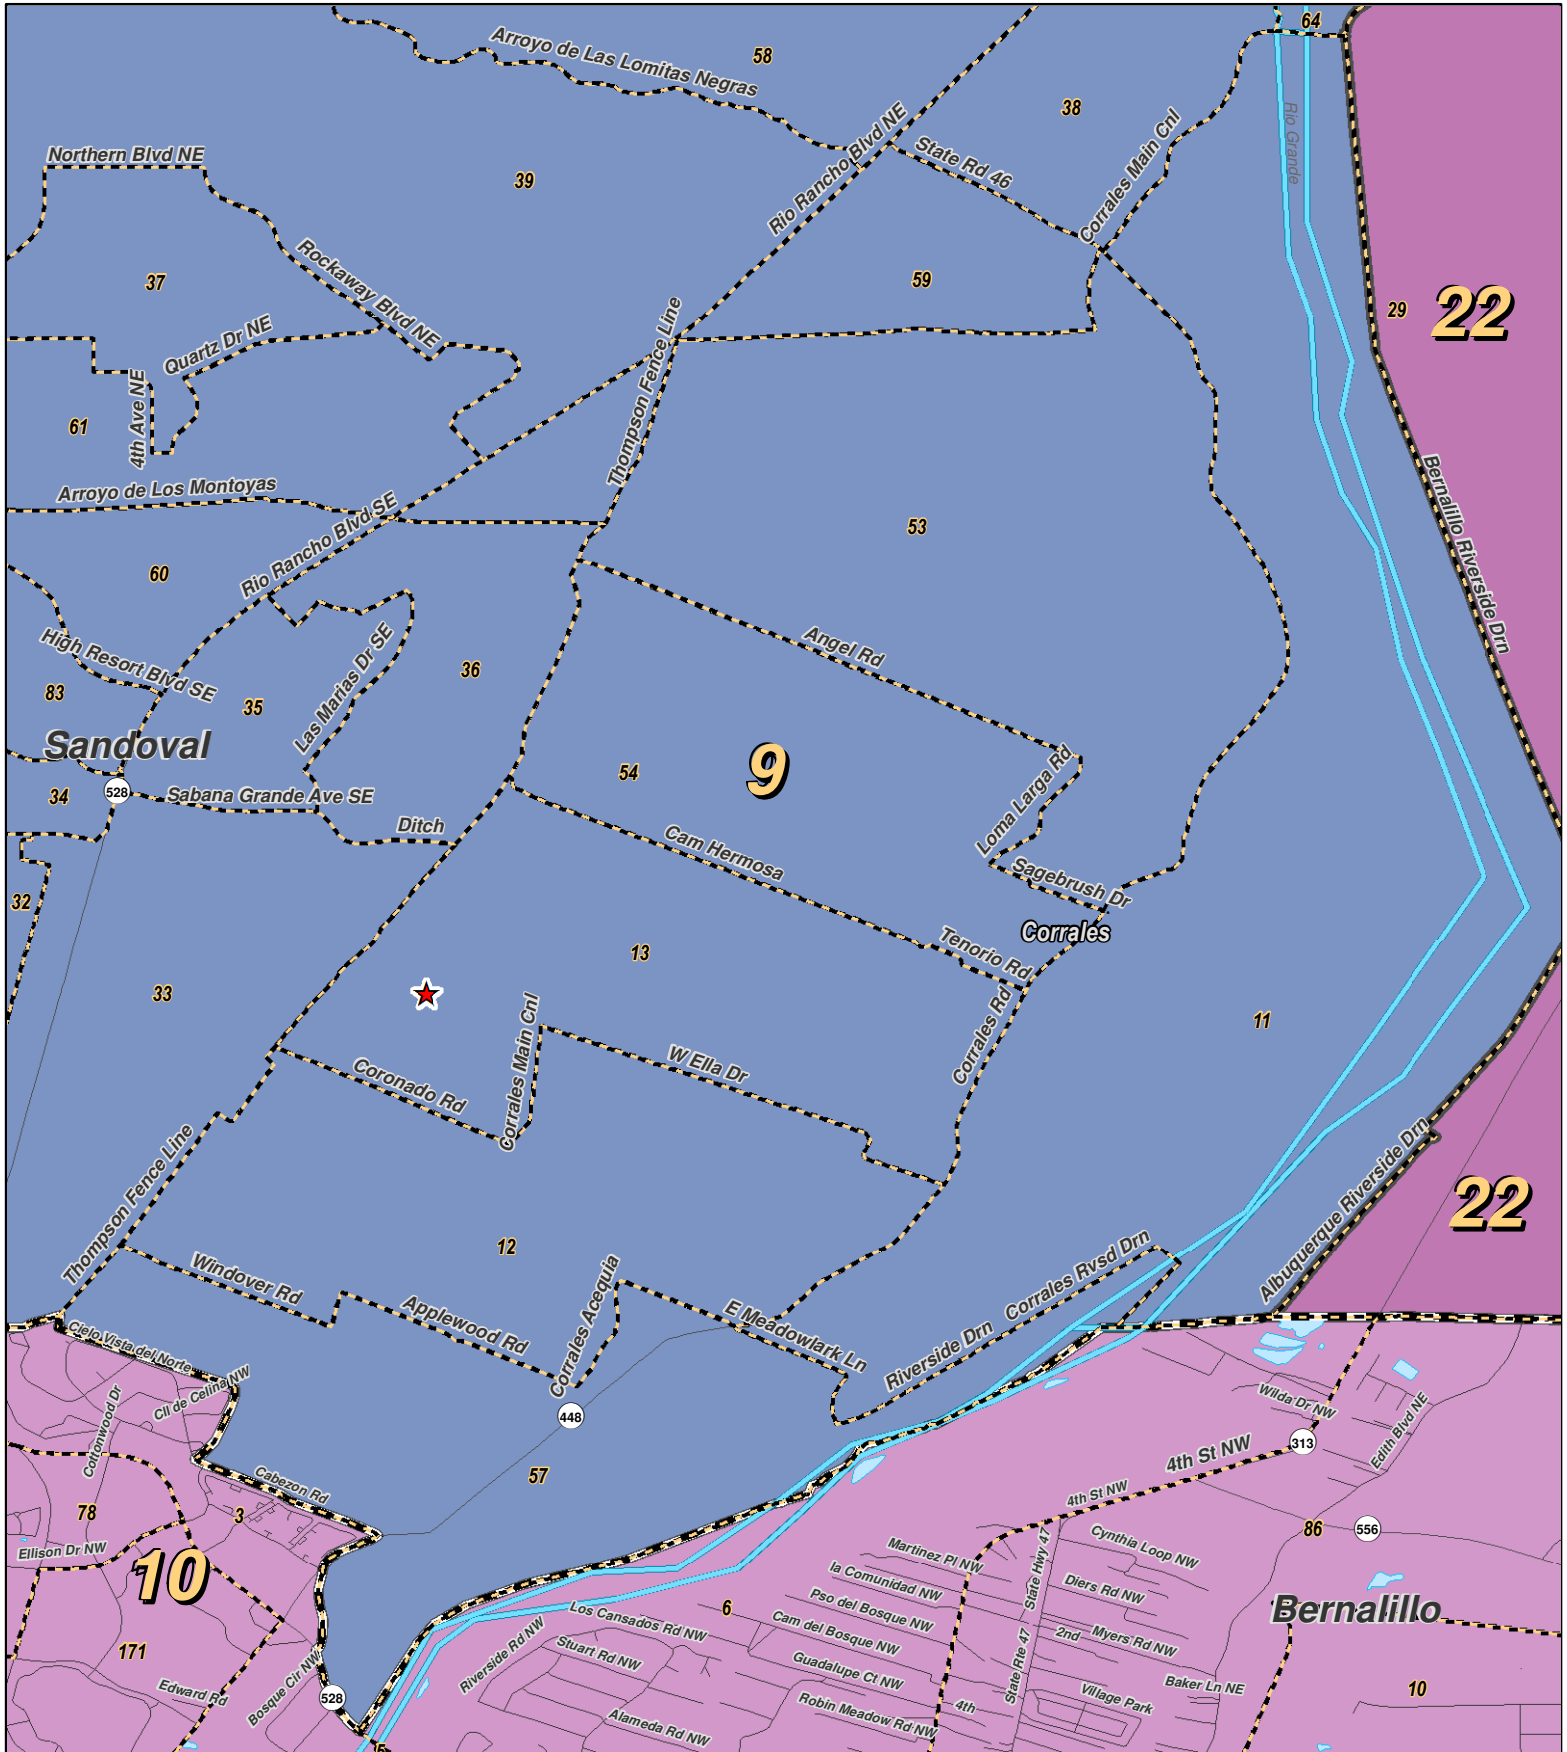 64
Arroyo de Las Lomitas Negras
58
38
Rio Rancho Blvd NE
State Rd 46
Corrales Main Cnl
Rio Grande
Northern Blvd NE
39
37
Rockaway Blvd NE
59
29
22
Quartz Dr NE
Thompson Fence Line
61
4th Ave NE
Arroyo de Los Montoyas
Rio Rancho Blvd SE
53
Bernalillo Riverside Drn
60
High Resort Blvd SE
Las Marias Dr SE
36
Angel Rd
83
35
Sandoval
54
9
Loma Larga Rd
34
528
Sabana Grande Ave SE
Ditch
Cam Hermosa
Sagebrush Dr
32
Corrales
13
Tenorio Rd
33
Corrales Main Cnl
Corrales Rd
11
W Ella Dr
Coronado Rd
Thompson Fence Line
Albuquerque Riverside Drn
22
12
Windover Rd
Corrales Acequia
Riverside Drn
Corrales Rvsd Drn
Applewood Rd
E Meadowlark Ln
Cielo Vista del Norte
Cll de Celina NW
Cottonwood Dr
448
Wilda Dr NW
Edith Blvd NE
313
4th St NW
57
Cabezon Rd
4th St NW
78
3
86
556
Ellison Dr NW
10
Martinez Pl NW
State Hwy 47
Cynthia Loop NW
la Comunidad NW
Diers Rd NW
Pso del Bosque NW
Bernalillo
6
Los Cansados Rd NW
Cam del Bosque NW
2nd
Myers Rd NW
171
Riverside Rd NW
Stuart Rd NW
Guadalupe Ct NW
State Rte 47
Baker Ln NE
Edward Rd
Bosque Cir NW
528
Robin Meadow Rd NW
4th
Village Park
10
Alameda Rd NW